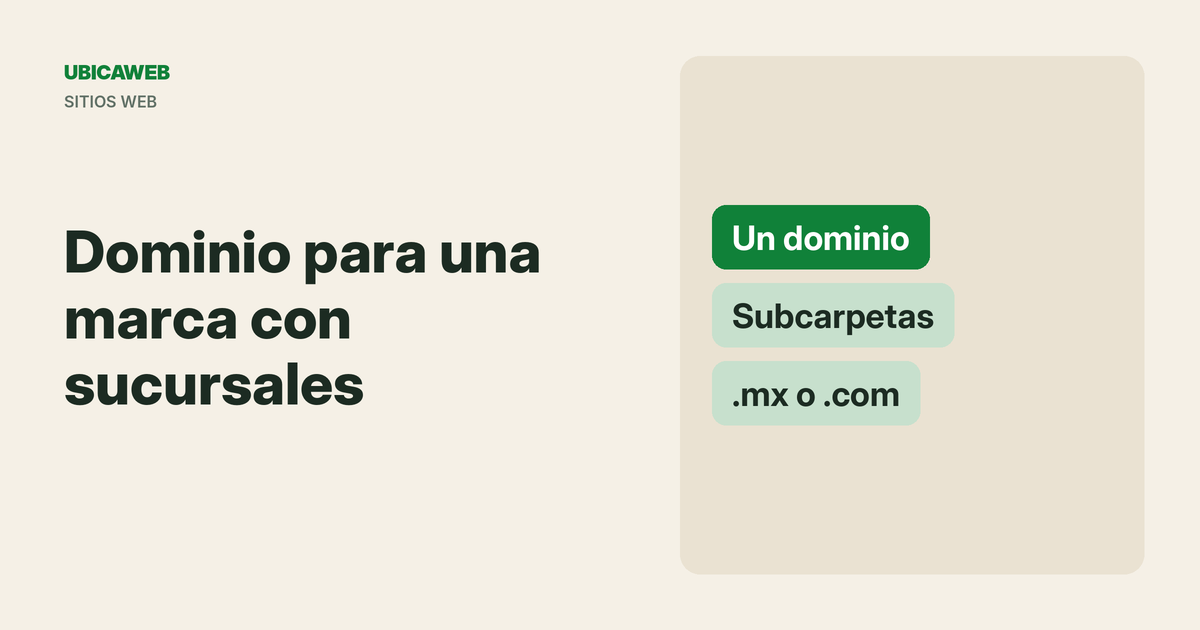 UBICAWEB
SITIOS WEB
Dominio para una
marca con
sucursales
Un dominio
Subcarpetas
.mx o .com